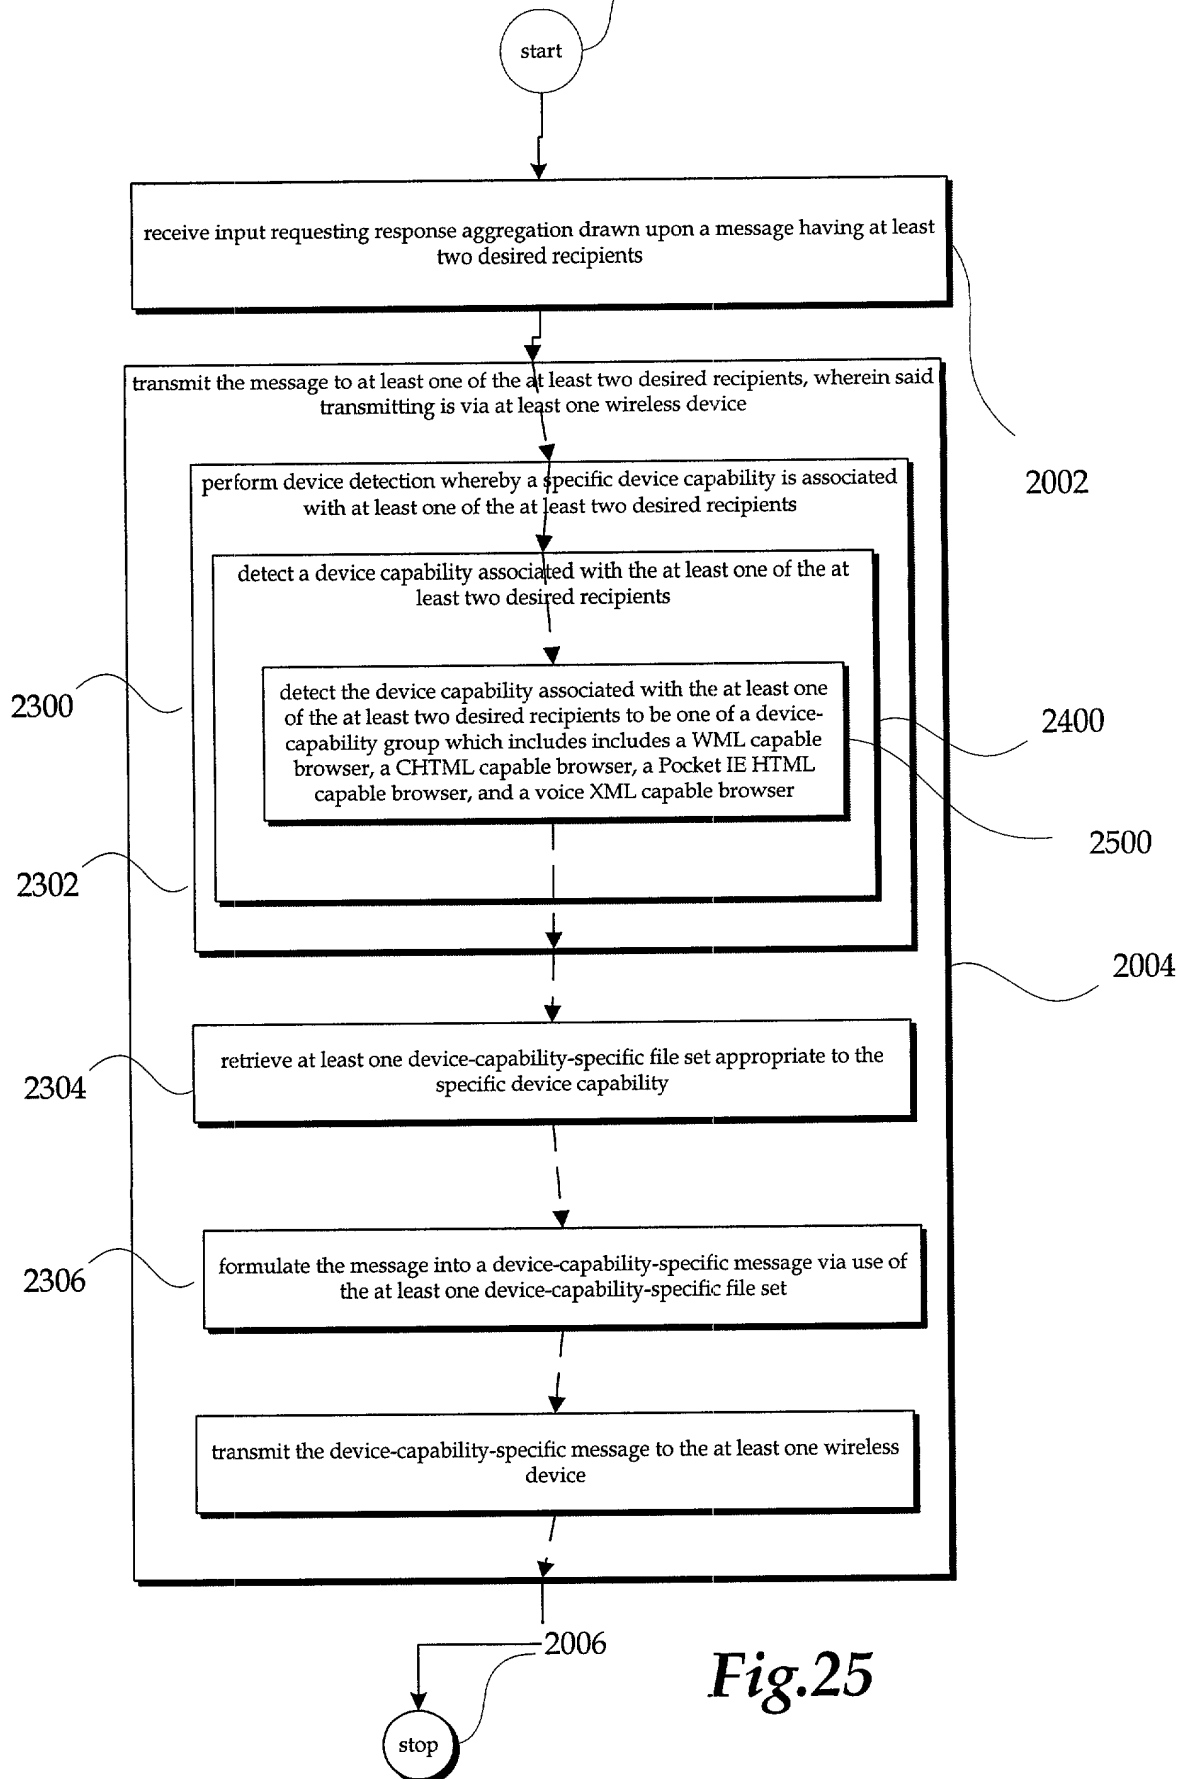 start
receive input requesting response aggregation drawn upon a message having at least
two desired recipients
2002
transmit the message to at least one of the at least two desired recipients, wherein said
transmitting is via at least one wireless device
perform device detection whereby a specific device capability is associated
with at least one of the at least two desired recipients
detect a device capability associated with the at least one of the at
least two desired recipients
2300
detect the device capability associated with the at least one
of the at least two desired recipients to be one of a device-
capability group which includes includes a WML capable
browser, a CHTML capable browser, a Pocket IE HTML
capable browser, and a voice XML capable browser
2400
2500
2302
2004
retrieve at least one device-capability-specific file set appropriate to the
specific device capability
2304
formulate the message into a device-capability-specific message via use of
the at least one device-capability-specific file set
2306
transmit the device-capability-specific message to the at least one wireless
device
2006
Fig.25
stop